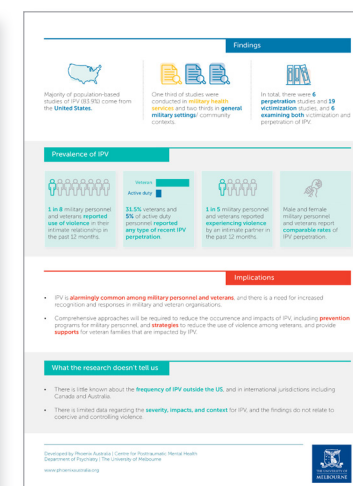 Findings
Majority of population-based
studies of IPV (83.9%) come from
the United States.
One third of studies were
conducted in military health
services and two thirds in general
military settings/ community
contexts.
In total, there were 6
perpetration studies and 19
victimization studies, and 6
examining both victimization and
perpetration of IPV.
Prevalence of IPV
Veterans
Active duty
1 in 8 military personnel
and veterans reported
use of violence in their
intimate relationship in
the past 12 months.
31.5% veterans and
5% of active duty
personnel reported
any type of recent IPV
perpetration.
1 in 5 military personnel
and veterans reported
experiencing violence
by an intimate partner in
the past 12 months.
Male and female
military personnel
and veterans report
comparable rates of
IPV perpetration.
Implications
• IPV is alarmingly common among military personnel and veterans, and there is a need for increased
recognition and responses in military and veteran organisations.
• Comprehensive approaches will be required to reduce the occurrence and impacts of IPV, including prevention
programs for military personnel, and strategies to reduce the use of violence among veterans, and provide
supports for veteran families that are impacted by IPV.
What the research doesn't tell us
• There is little known about the frequency of IPV outside the US, and in international jurisdictions including
Canada and Australia.
• There is limited data regarding the severity, impacts, and context for IPV, and the findings do not relate to
coercive and controlling violence.
Developed by Phoenix Australia | Centre for Posttraumatic Mental Health
Department of Psychiatry | The University of Melbourne
www.phoenixaustralia.org
THE UNIVERSITY OF
MELBOURNE